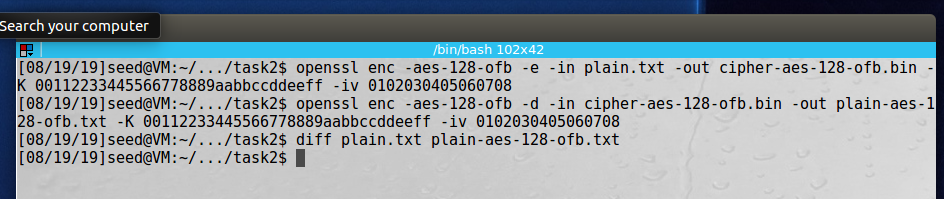 Search your computer
/bin/bash 102x42
[08/19/19]seed@VM:~/.../task2$ openssl enc -aes-128-ofb -e -in plain.txt -out cipher-aes-128-ofb.bin -
K 00112233445566778889aabbccddeeff -iv 0102030405060708
[08/19/19]seed@VM:~/.../task2$ openssl enc -aes-128-ofb -d -in cipher-aes-128-ofb.bin -out plain-aes-1
28-ofb.txt -K 00112233445566778889aabbccddeeff -iv 0102030405060708
[08/19/19]seed@VM:~/.../task2$ diff plain.txt plain-aes-128-ofb.txt
[08/19/19]seed@VM:~/.../task2$